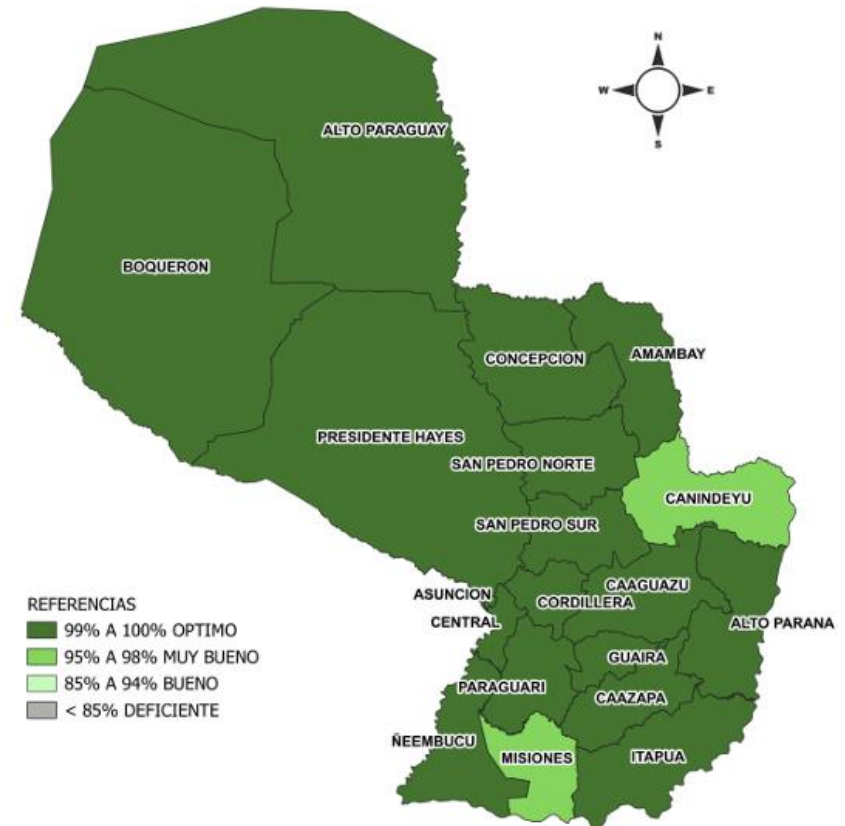 N
W E
S
ALTO PARAGUAY
BOQUERON
CONCEPCION
AMAMBAY
PRESIDENTE HAYES
SAN PEDRO NORTE
CANINDEYU
SAN PEDRO SUR
CAAGUAZU
ASUNCION
CORDILLERA
CENTRAL
ALTO PARANA
GUAIRA
PARAGUARI
CAAZAPA
ÑEEMBUCU
MISIONES
ITAPUA
REFERENCIAS
99% A 100% OPTIMO
95% A 98% MUY BUENO
85% A 94% BUENO
< 85% DEFICIENTE